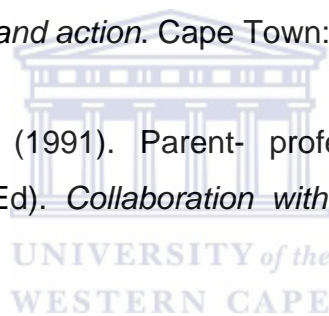 and action. Cape Town:
(1991). Parent- profe
Ed). Collaboration with
UNIVERSITY of the
WESTERN CAPE